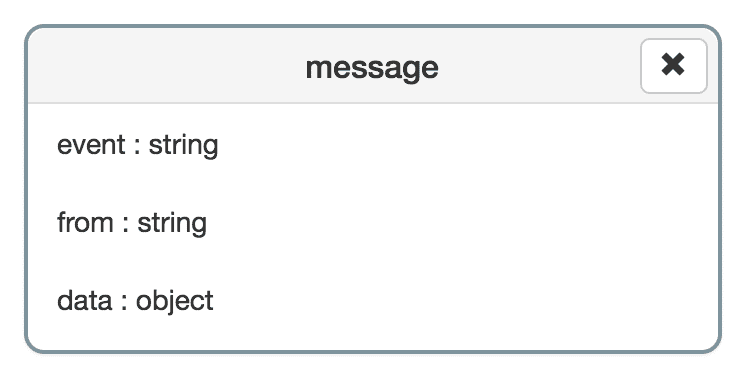 message
event : string
from : string
data : object